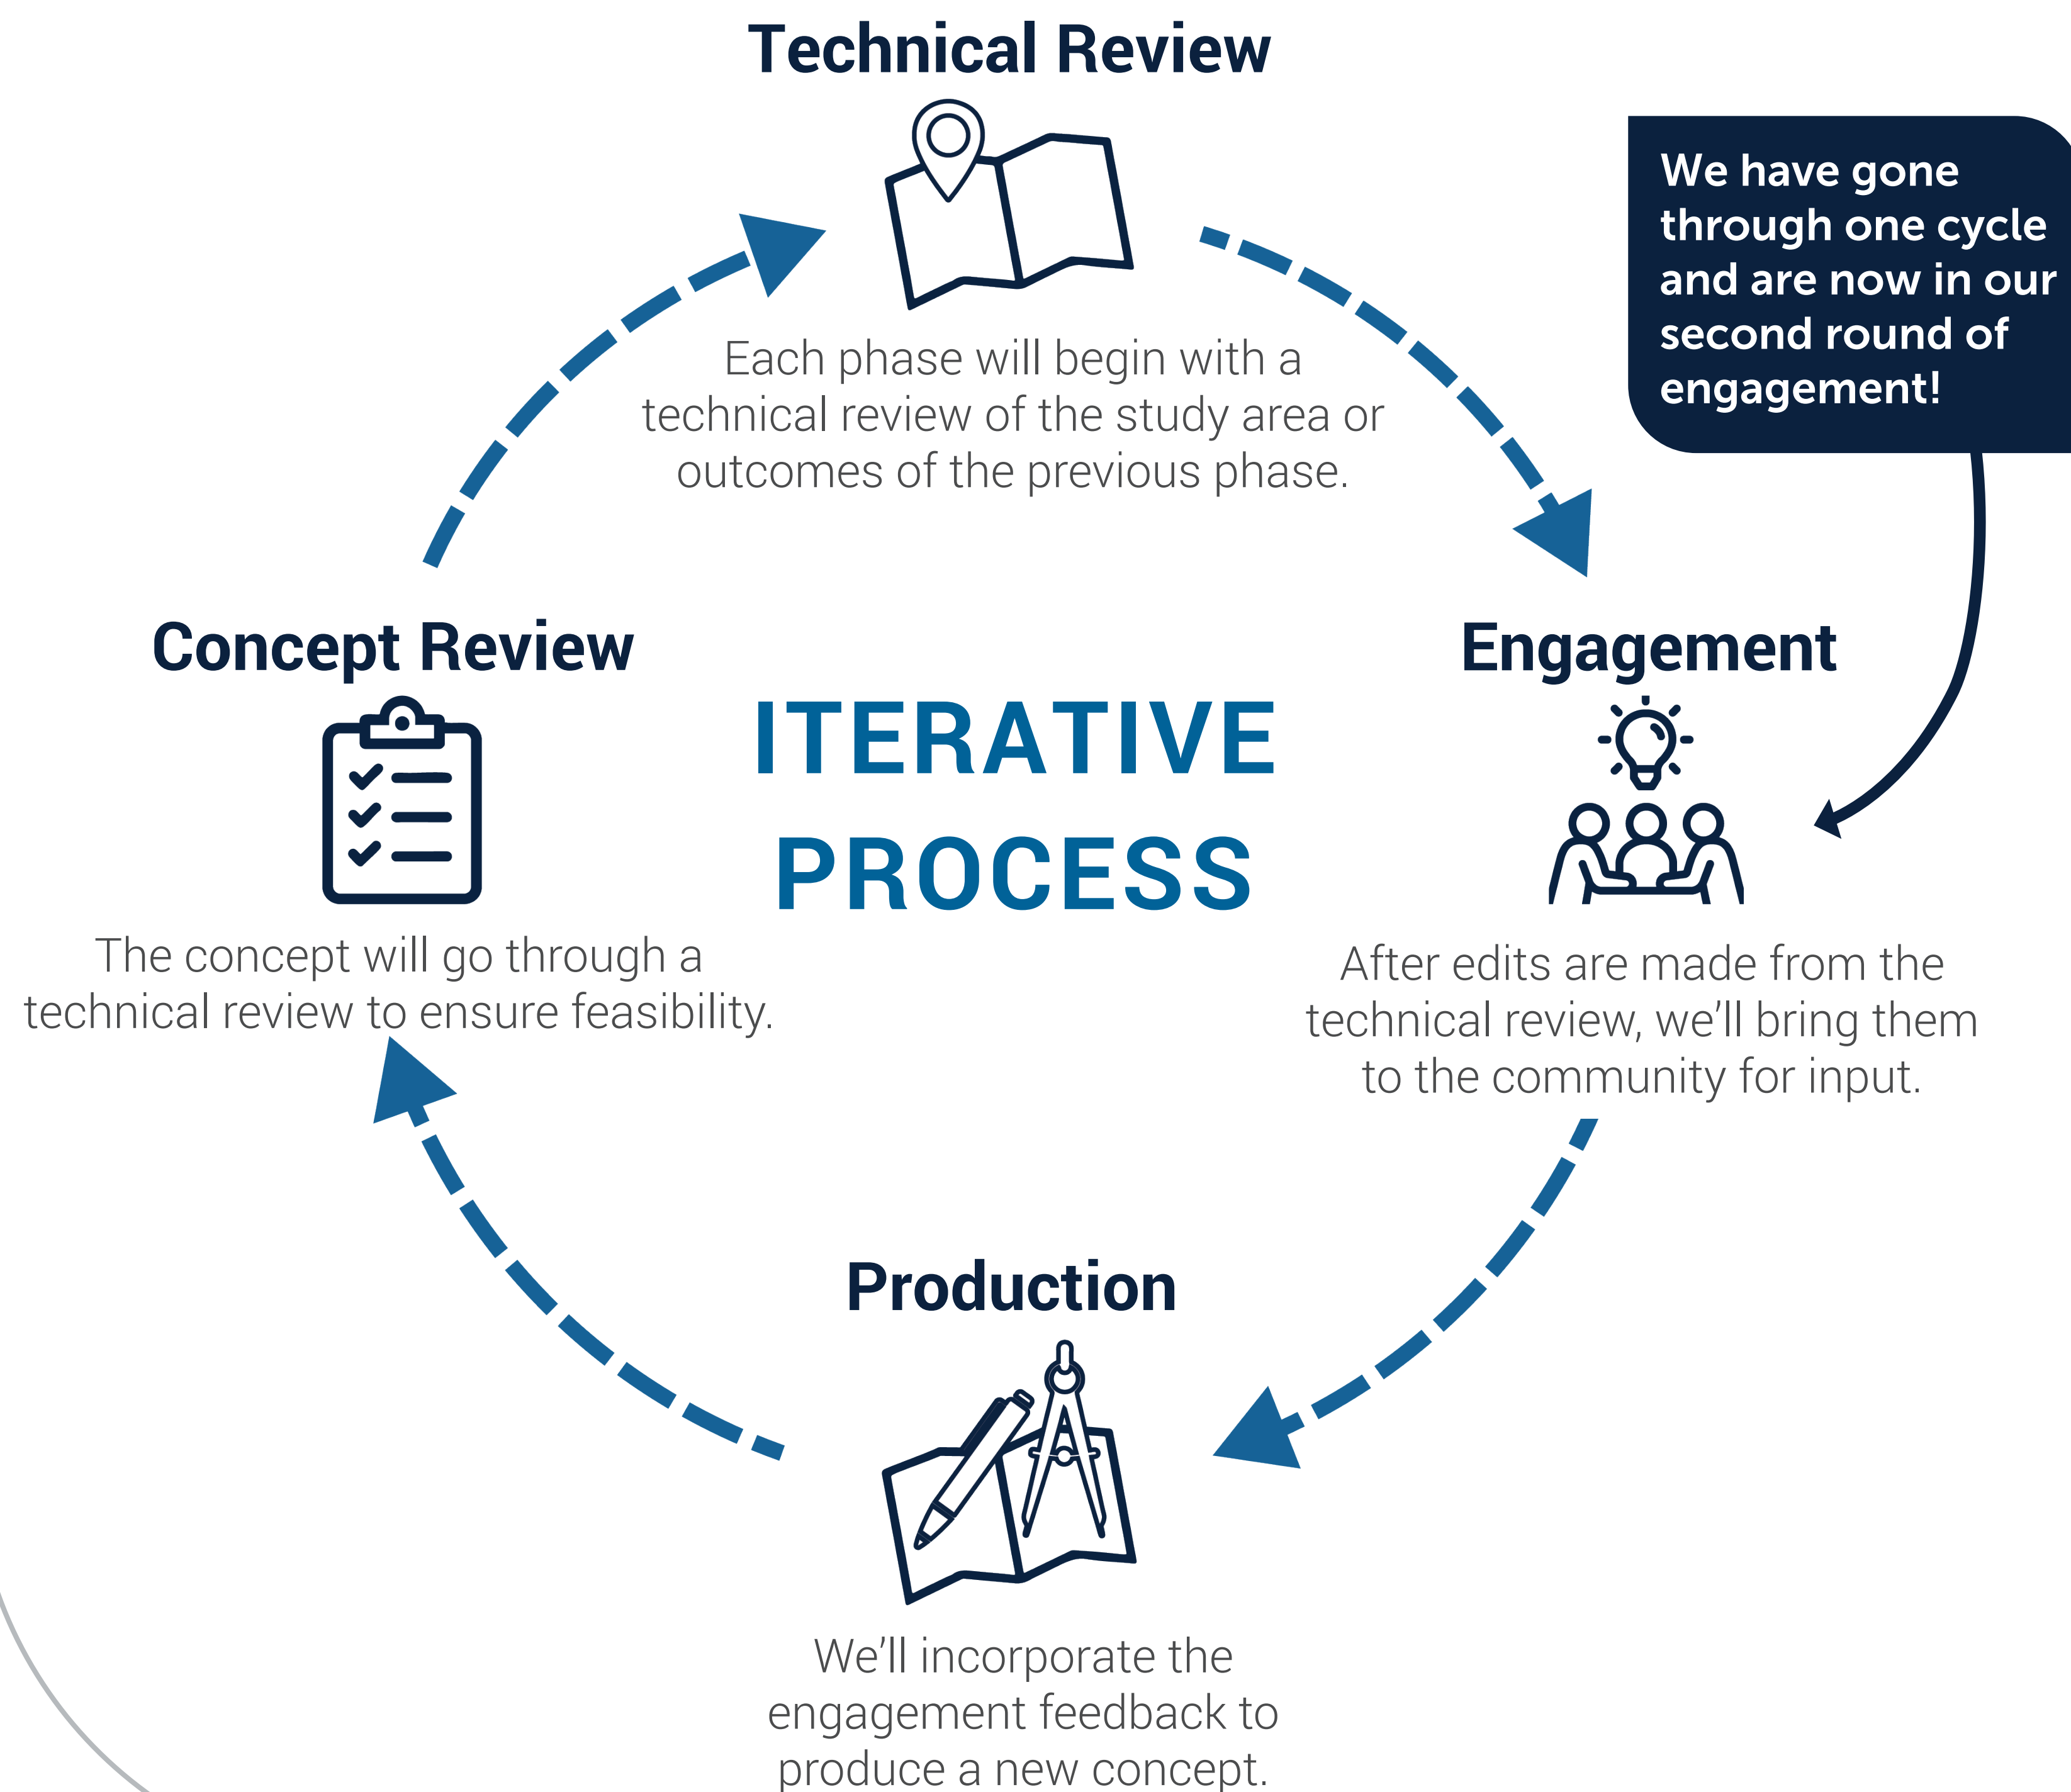 Technical Review
Each phase will begin with a
technical review of the study area or
outcomes of the previous phase.
We have gone
through one cycle
and are now in our
second round of
engagement!
Engagement
After edits are made from the
technical review, we'll bring them
to the community for input.
Production
We'll incorporate the
engagement feedback to
produce a new concept.
Concept Review
The concept will go through a
technical review to ensure feasibility.
ITERATIVE
PROCESS